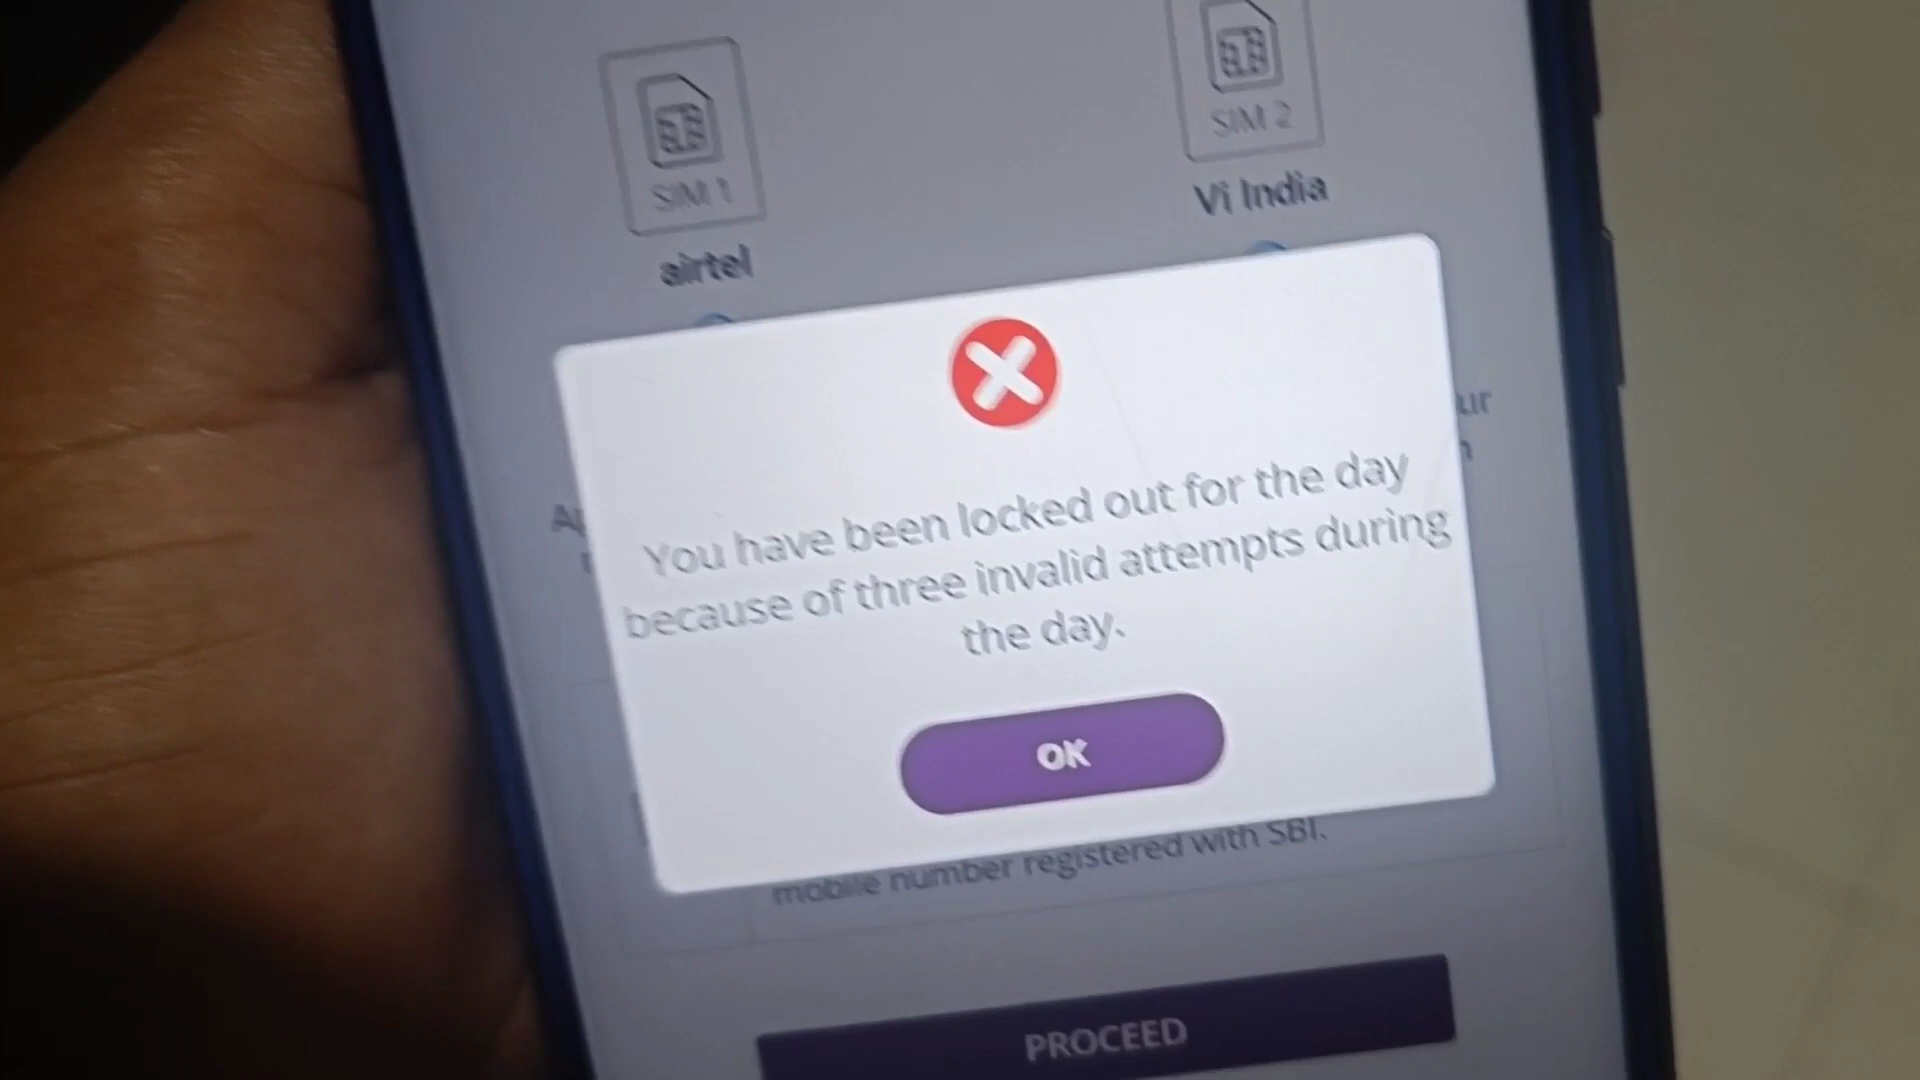 SIM 1
SIM 2
airtel
Vi India
You have been locked out for the day
because of three invalid attempts during
the day.
OK
mobile number registered with SBI.
PROCEED